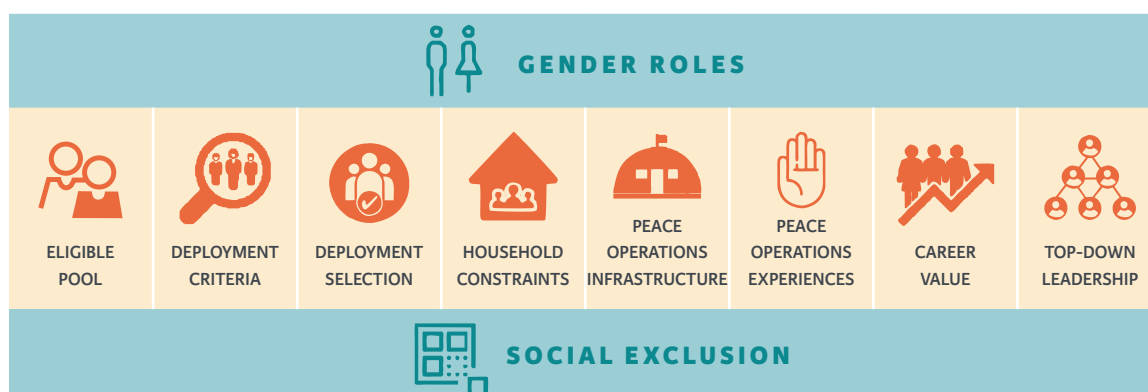 GENDER ROLES
ELIGIBLE
POOL
DEPLOYMENT
CRITERIA
DEPLOYMENT
SELECTION
HOUSEHOLD
CONSTRAINTS
PEACE
OPERATIONS
INFRASTRUCTURE
PEACE
OPERATIONS
EXPERIENCES
CAREER
VALUE
TOP-DOWN
LEADERSHIP
SOCIAL EXCLUSION